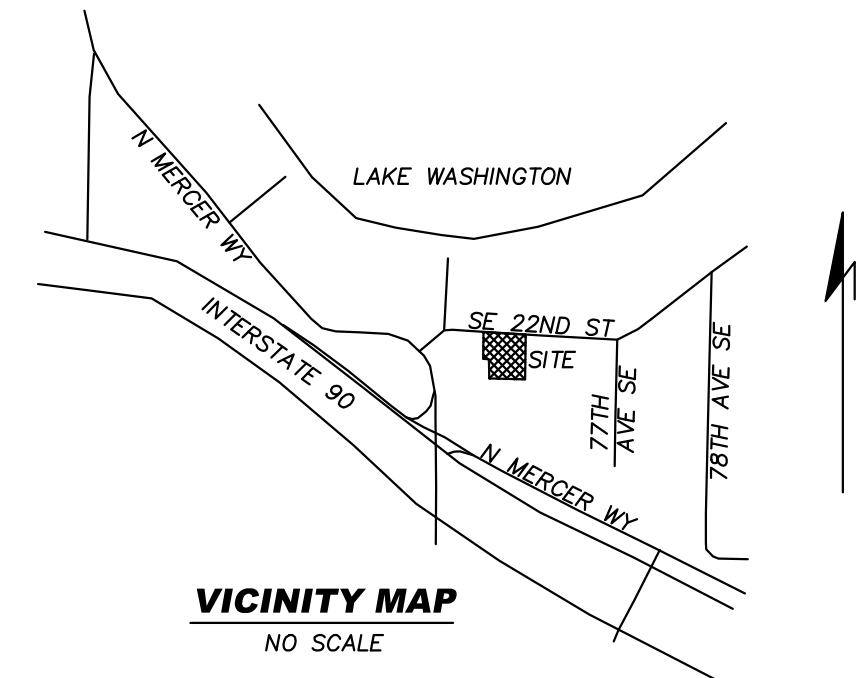 N MERCER WY
LAKE WASHINGTON
INTERSTATE 90
SE 22ND ST
SITE
77TH
AVE SE
78TH AVE SE
N MERCER WY
VICINITY MAP
NO SCALE